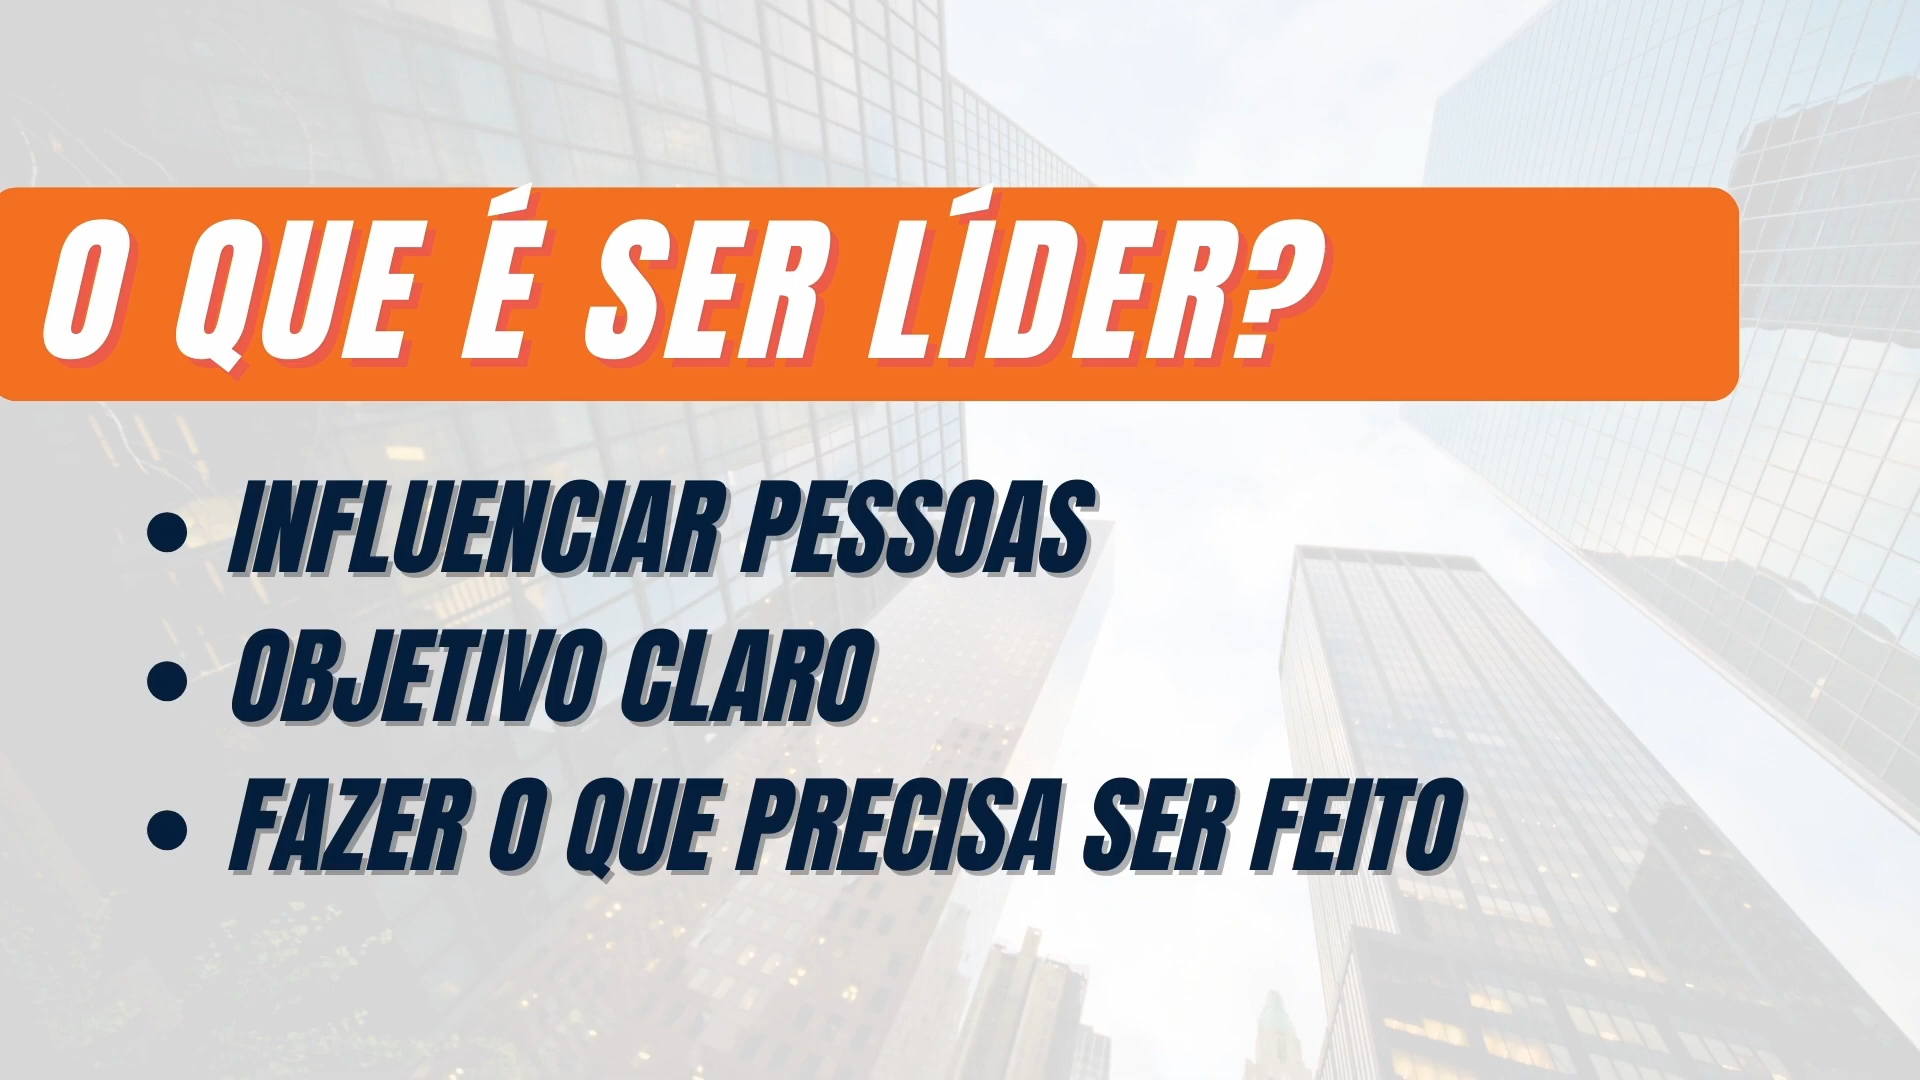 O QUE É SER LÍDER?
• INFLUENCIAR PESSOAS
• OBJETIVO CLARO
• FAZER O QUE PRECISA SER FEITO